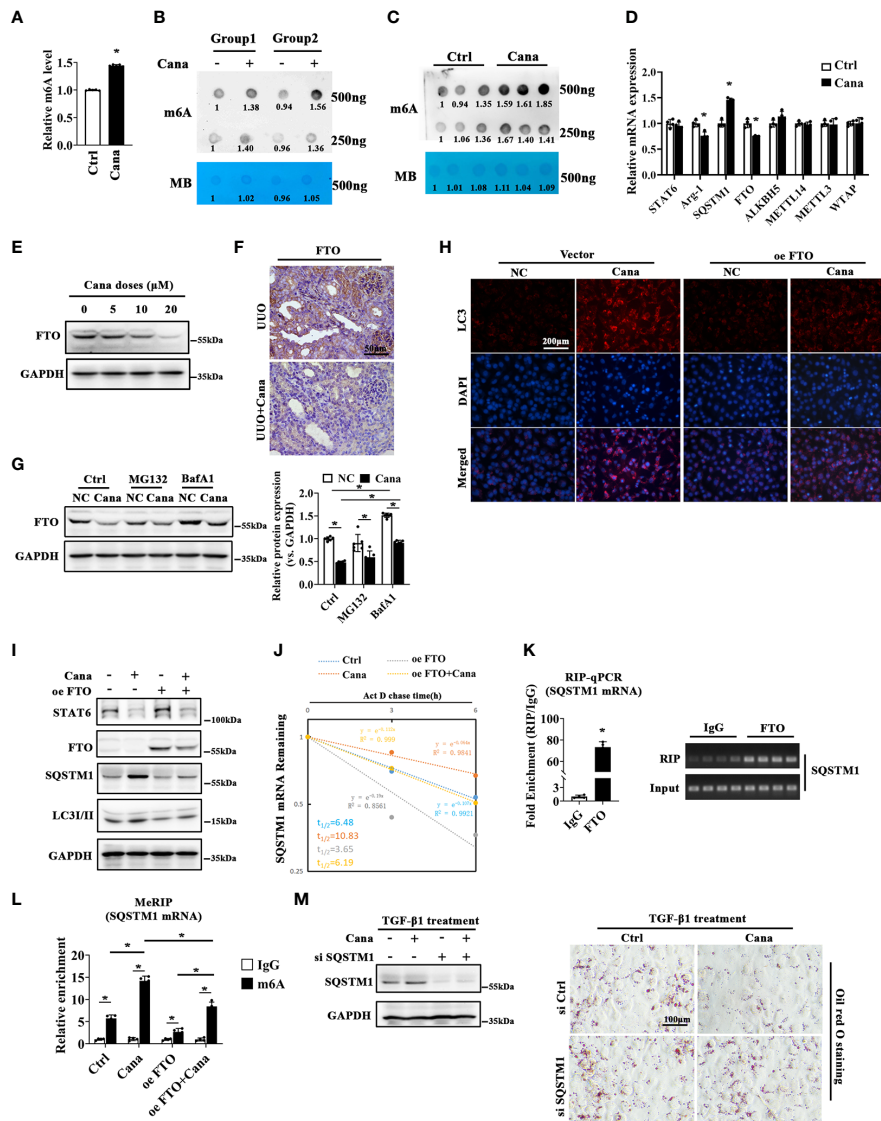 A
Relative m6A level
1.5
1.0
0.5
0.0
*
Ctrl
Cana
B
Group1 Group2
Cana - + - +
m6A
1 1.38 0.94 1.56
500ng
1 1.40 0.96 1.36
250ng
MB
1 1.02 0.96 1.05
500ng
C
Ctrl Cana
m6A
1 0.94 1.35 1.59 1.61 1.85
500ng
1 1.06 1.36 1.67 1.40 1.41
250ng
MB
1 1.01 1.08 1.11 1.04 1.09
500ng
D
Relative mRNA expression
2.0
1.5
1.0
0.5
0.0
Ctrl
Cana
* * *
STAT6
Arg-1
SQSTM1
FTO
ALKBH5
METTL14
METTL3
WTAP
E
Cana doses (μM)
0 5 10 20
FTO
55kDa
GAPDH
35kDa
F
FTO
UUO
50μm
UUO+Cana
G
Ctrl MG132 BafA1
NC Cana NC Cana NC Cana
FTO
55kDa
GAPDH
35kDa
NC Cana
Relative protein expression
(vs. GAPDH)
2.0
1.5
1.0
0.5
0.0
* * * * *
Ctrl
MG132
BafA1
H
Vector oe FTO
NC Cana NC Cana
LC3
200μm
DAPI
Merged
I
Cana - + - +
oe FTO - - + +
STAT6
100kDa
FTO
55kDa
SQSTM1
55kDa
LC3I/II
15kDa
GAPDH
35kDa
J
Ctrl oe FTO
Cana oe FTO+Cana
Act D chase time(h)
0 3 6
SQSTM1 mRNA Remaining
1
0.5
0.25
R² = 0.9841
R² = 0.8561
R² = 0.9921
t1/2=6.48
t1/2=10.83
t1/2=3.65
t1/2=6.19
K
RIP-qPCR
(SQSTM1 mRNA)
Fold Enichment (RIP/IgG)
100
80
60
40
20
3
0
*
IgG
FTO
IgG FTO
RIP
Input
SQSTM1
L
MeRIP
(SQSTM1 mRNA)
Relative enrichment
20
15
10
5
0
IgG
m6A
* * * * * * *
Ctrl
Cana
oe FTO
oe FTO+Cana
M
TGF-β1 treatment
Cana - + - +
si SQSTM1 - - + +
SQSTM1
55kDa
GAPDH
35kDa
TGF-β1 treatment
Ctrl Cana
si Ctrl
100μm
si SQSTM1
Oil red O staining